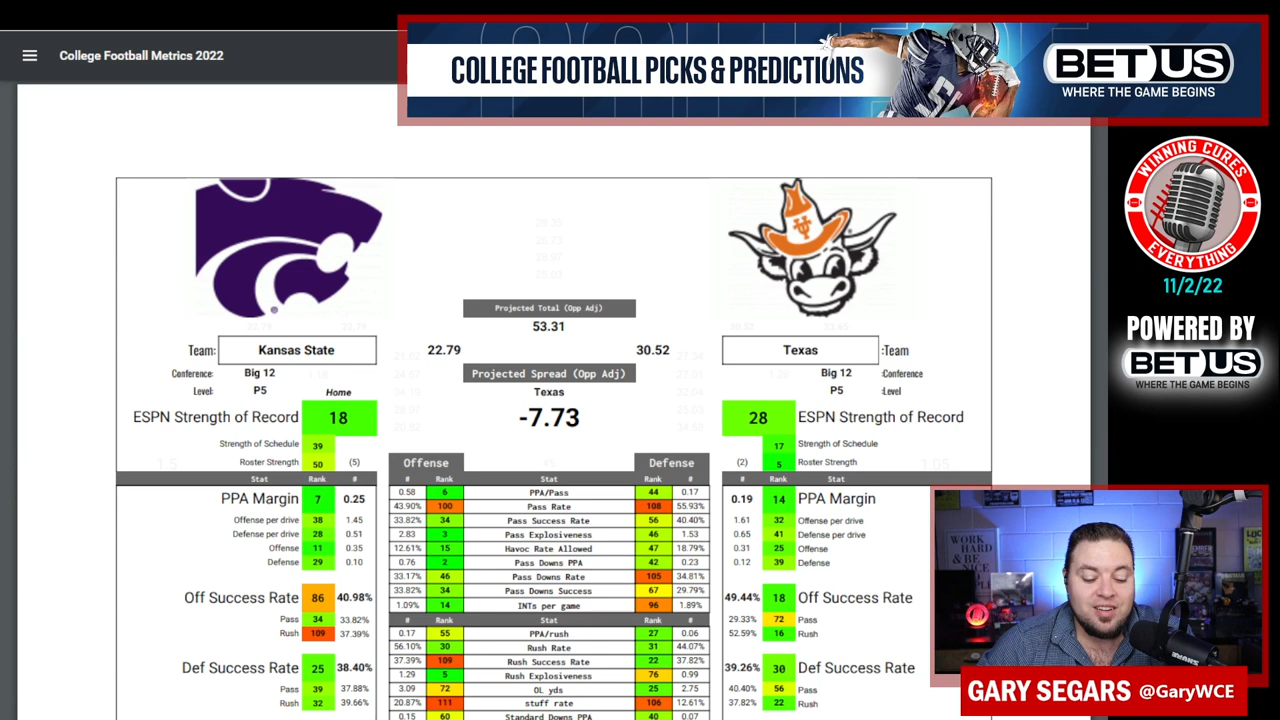 College Football Metrics 2022
COLLEGE FOOTBALL PICKS & PREDICTIONS
BETUS
WHERE THE GAME BEGINS
WINNING CURES
EVERYTHING
11/2/22
POWERED BY
BETUS
WHERE THE GAME BEGINS
Projected Total (Opp Adj)
53.31
Team: Kansas State 22.79 30.52 Texas :Team
Projected Spread (Opp Adj)
Conference: Big 12 Big 12 :Conference
Level: P5 Home Texas P5 :Level
ESPN Strength of Record 18 -7.73 28 ESPN Strength of Record
Strength of Schedule 39 17 Strength of Schedule
Roster Strength 50 (5) Offense Defense (2) 5 Roster Strength
Stat Rank # # Rank Stat Rank # # Rank Stat
PPA Margin 7 0.25 0.19 14 PPA Margin
Offense per drive 38 1.45 1.61 32 Offense per drive
Defense per drive 28 0.51 0.65 41 Defense per drive
Offense 11 0.35 0.31 25 Offense
Defense 29 0.10 0.12 39 Defense
Off Success Rate 86 40.98% 49.44% 18 Off Success Rate
Pass 34 33.82% 29.33% 72 Pass
Rush 109 37.39% 52.59% 16 Rush
Def Success Rate 25 38.40% 39.26% 30 Def Success Rate
Pass 39 37.88% 40.40% 56 Pass
Rush 32 39.66% 37.82% 22 Rush
0.58 6 PPA/Pass 44 0.17
43.90% 100 Pass Rate 108 55.93%
33.82% 34 Pass Success Rate 56 40.40%
2.83 3 Pass Explosiveness 46 1.53
12.61% 15 Havoc Rate Allowed 47 18.79%
0.76 2 Pass Downs PPA 42 0.23
33.17% 46 Pass Downs Rate 105 34.81%
33.82% 34 Pass Downs Success 67 29.79%
1.09% 14 INTs per game 96 1.89%
# Rank Stat Rank #
0.17 55 PPA/rush 27 0.06
56.10% 30 Rush Rate 31 44.07%
37.39% 109 Rush Success Rate 22 37.82%
1.29 5 Rush Explosiveness 76 0.99
3.09 72 OL yds 25 2.75
20.87% 111 stuff rate 106 12.61%
0.15 60 Standard Downs PPA 40 0.07
GARY SEGARS @GaryWCE